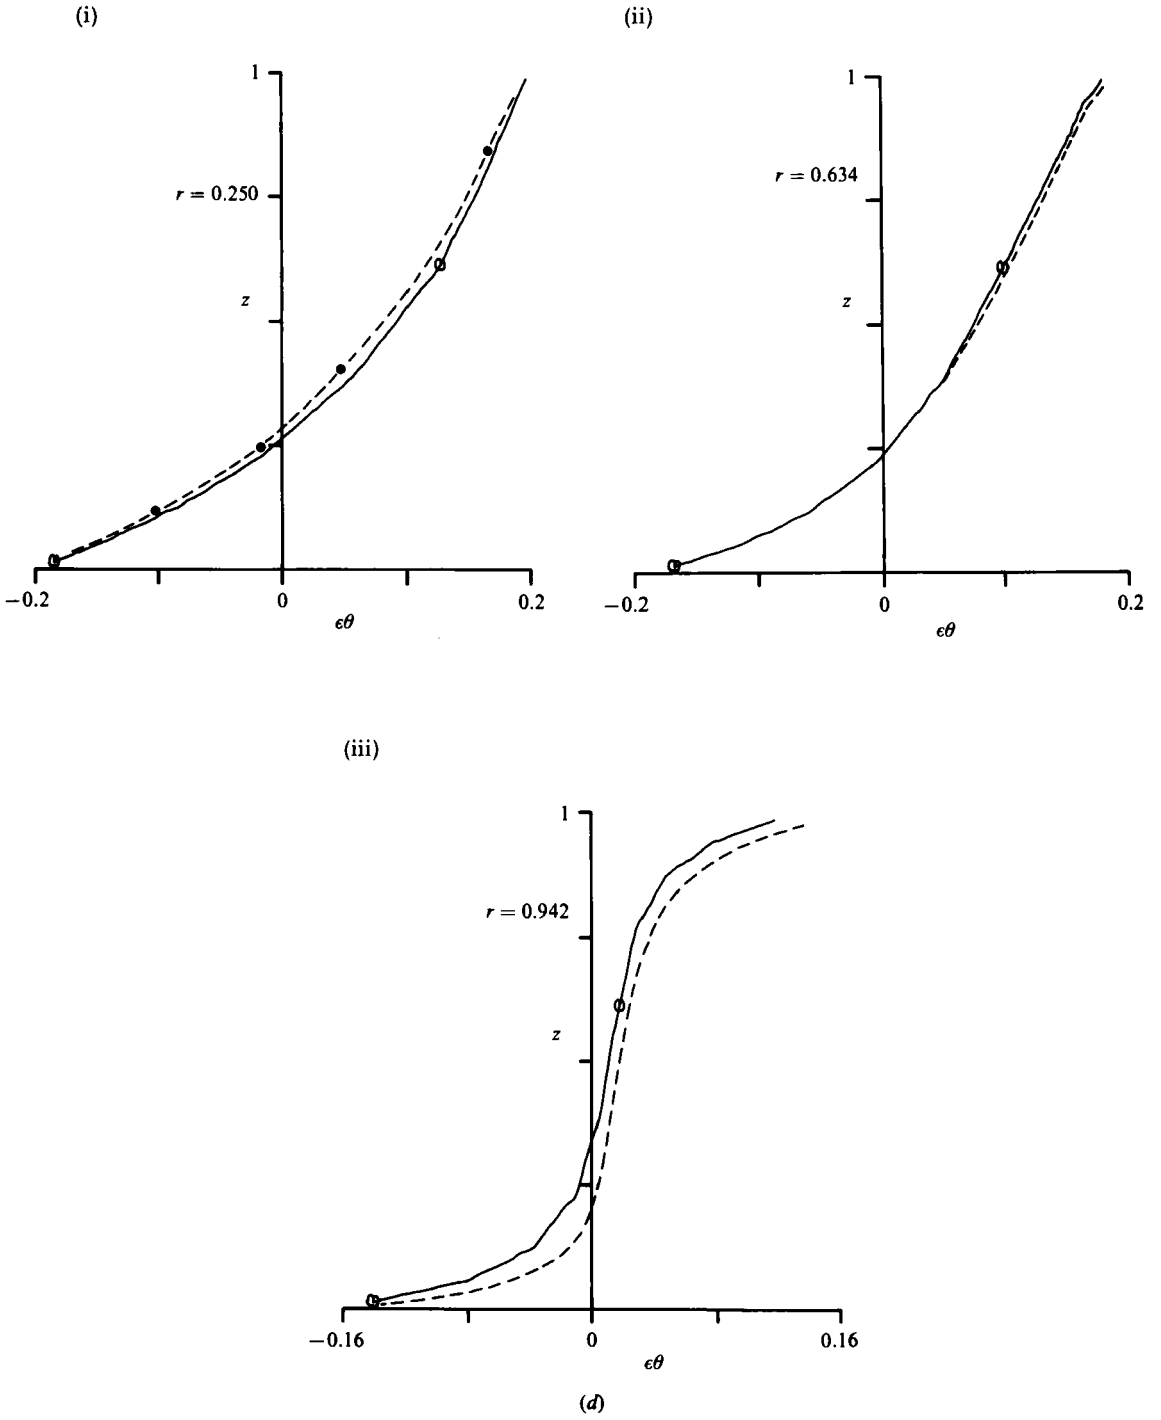 (i)
1
r = 0.250
z
−0.2
0
0.2
ϵθ
(ii)
1
r = 0.634
z
−0.2
0
0.2
ϵθ
(iii)
1
r = 0.942
z
−0.16
0
0.16
ϵθ
(d)